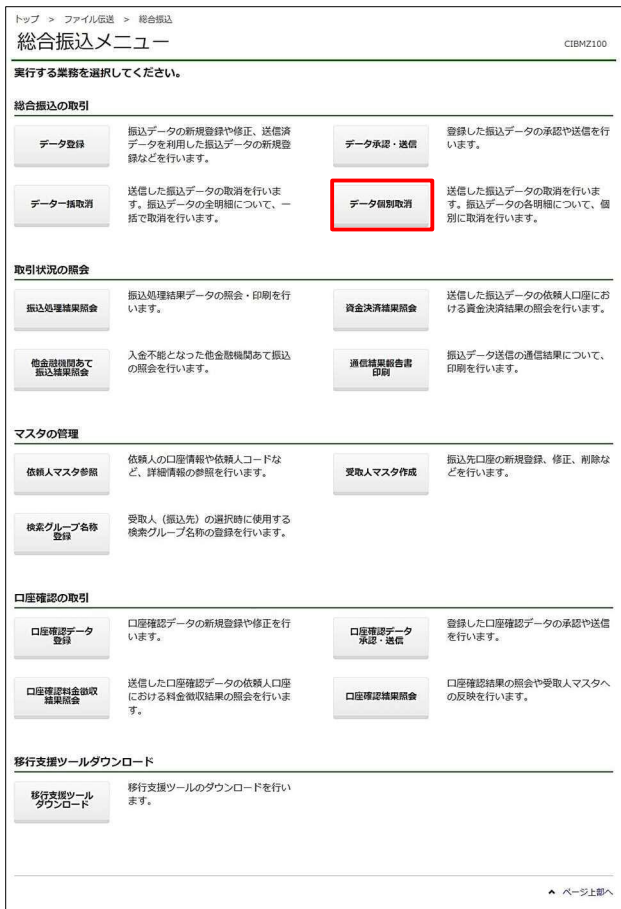 トップ > ファイル伝送 > 総合振込
総合振込メニュー
CIBMZ100
実行する業務を選択してください。
総合振込の取引
データ登録
振込データの新規登録や修正、送信済
データを利用した振込データの新規登
録などを行います。
データ承認・送信
登録した振込データの承認や送信を行
います。
データ一括取消
送信した振込データの取消を行いま
す。振込データの全明細について、一
括で取消を行います。
データ個別取消
送信した振込データの取消を行いま
す。振込データの各明細について、個
別に取消を行います。
取引状況の照会
振込処理結果照会
振込処理結果データの照会・印刷を行
います。
資金決済結果照会
送信した振込データの依頼人口座にお
ける資金決済結果の照会を行います。
他金融機関あて
振込結果照会
入金不能となった他金融機関あて振込
の照会を行います。
通信結果報告書
印刷
振込データ送信の通信結果について、
印刷を行います。
マスタの管理
依頼人マスタ参照
依頼人の口座情報や依頼人コードな
ど、詳細情報の参照を行います。
受取人マスタ作成
振込先口座の新規登録、修正、削除な
どを行います。
検索グループ名称
登録
受取人（振込先）の選択時に使用する
検索グループ名称の登録を行います。
口座確認の取引
口座確認データ
登録
口座確認データの新規登録や修正を行
います。
口座確認データ
承認・送信
登録した口座確認データの承認や送信
を行います。
口座確認料金徴収
結果照会
送信した口座確認データの依頼人口座
における料金徴収結果の照会を行いま
す。
口座確認結果照会
口座確認結果の照会や受取人マスタへ
の反映を行います。
移行支援ツールダウンロード
移行支援ツール
ダウンロード
移行支援ツールのダウンロードを行い
ます。
ページ上部へ